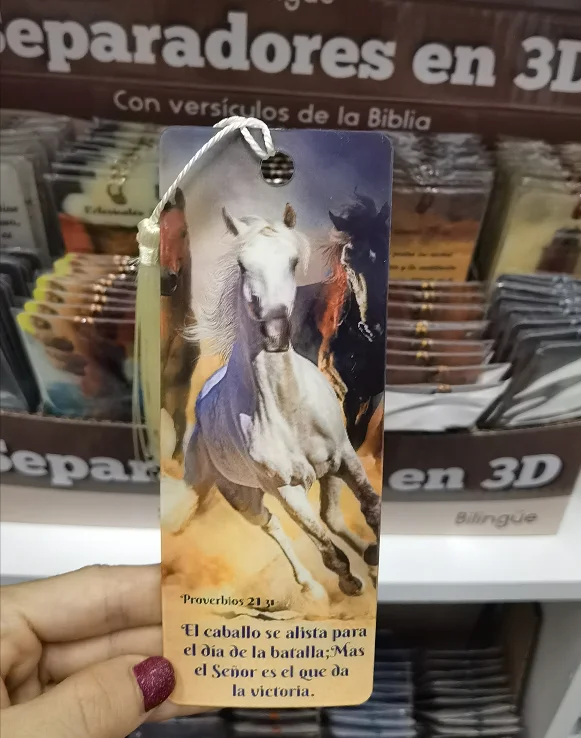 Separadores en 3D
Con versículos de la Biblia
Proverbios 21 31
El caballo se alista para
el día de la batalla;Mas
el Señor es el que da
la victoria.
en 3D
Bilingüe